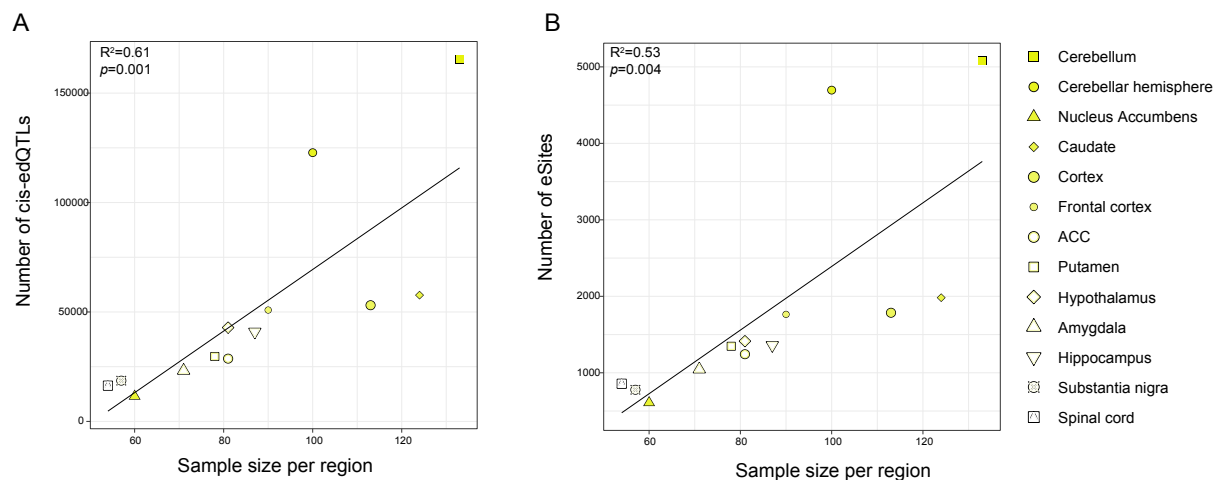 A
R²=0.61
p=0.001
Number of cis-edQTLs
150000
100000
50000
0
60
80
100
120
Sample size per region
B
R²=0.53
p=0.004
Number of eSites
5000
4000
3000
2000
1000
60
80
100
120
Sample size per region
Cerebellum
Cerebellar hemisphere
Nucleus Accumbens
Caudate
Cortex
Frontal cortex
ACC
Putamen
Hypothalamus
Amygdala
Hippocampus
Substantia nigra
Spinal cord